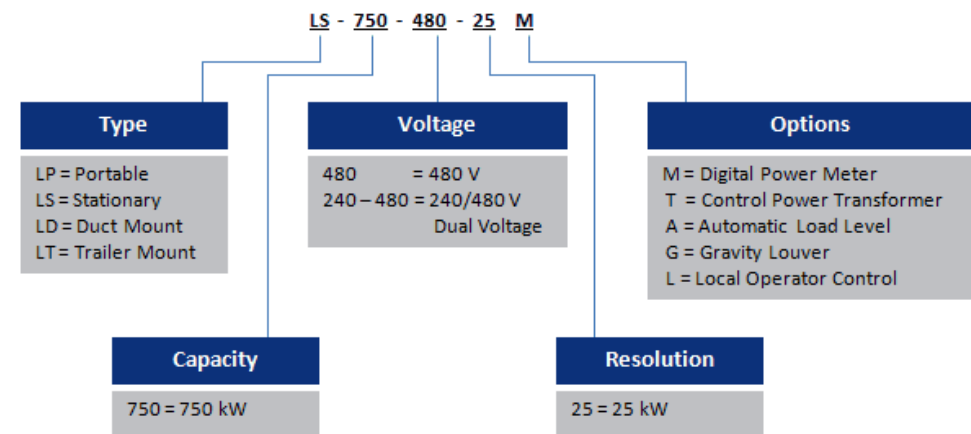 LS - 750 - 480 - 25 M
Type
LP = Portable
LS = Stationary
LD = Duct Mount
LT = Trailer Mount
Voltage
480 = 480 V
240 – 480 = 240/480 V
Dual Voltage
Options
M = Digital Power Meter
T = Control Power Transformer
A = Automatic Load Level
G = Gravity Louver
L = Local Operator Control
Capacity
750 = 750 kW
Resolution
25 = 25 kW